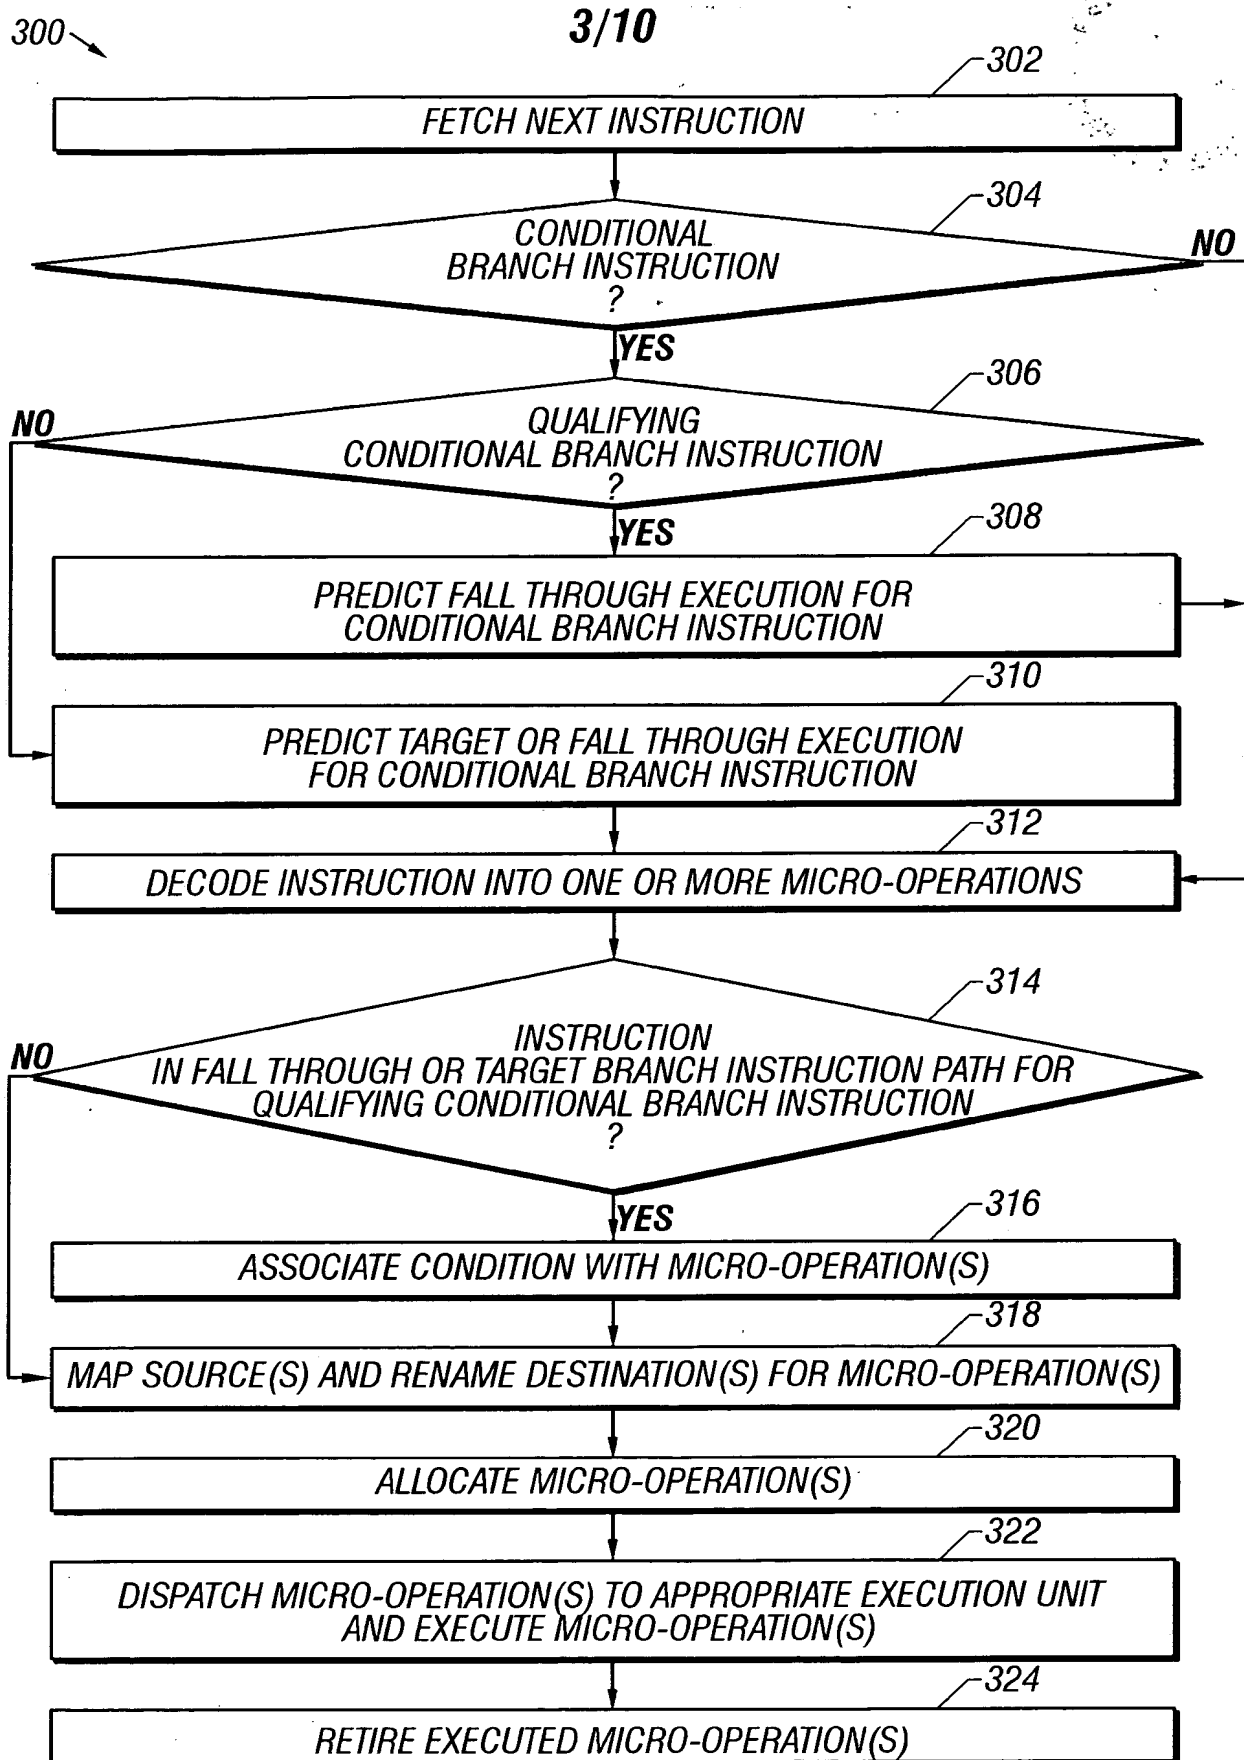 3/10
300
302
FETCH NEXT INSTRUCTION
304
CONDITIONAL
BRANCH INSTRUCTION
?
NO
YES
306
NO
QUALIFYING
CONDITIONAL BRANCH INSTRUCTION
?
YES
308
PREDICT FALL THROUGH EXECUTION FOR
CONDITIONAL BRANCH INSTRUCTION
310
PREDICT TARGET OR FALL THROUGH EXECUTION
FOR CONDITIONAL BRANCH INSTRUCTION
312
DECODE INSTRUCTION INTO ONE OR MORE MICRO-OPERATIONS
314
NO
INSTRUCTION
IN FALL THROUGH OR TARGET BRANCH INSTRUCTION PATH FOR
QUALIFYING CONDITIONAL BRANCH INSTRUCTION
?
YES
316
ASSOCIATE CONDITION WITH MICRO-OPERATION(S)
318
MAP SOURCE(S) AND RENAME DESTINATION(S) FOR MICRO-OPERATION(S)
320
ALLOCATE MICRO-OPERATION(S)
322
DISPATCH MICRO-OPERATION(S) TO APPROPRIATE EXECUTION UNIT
AND EXECUTE MICRO-OPERATION(S)
324
RETIRE EXECUTED MICRO-OPERATION(S)